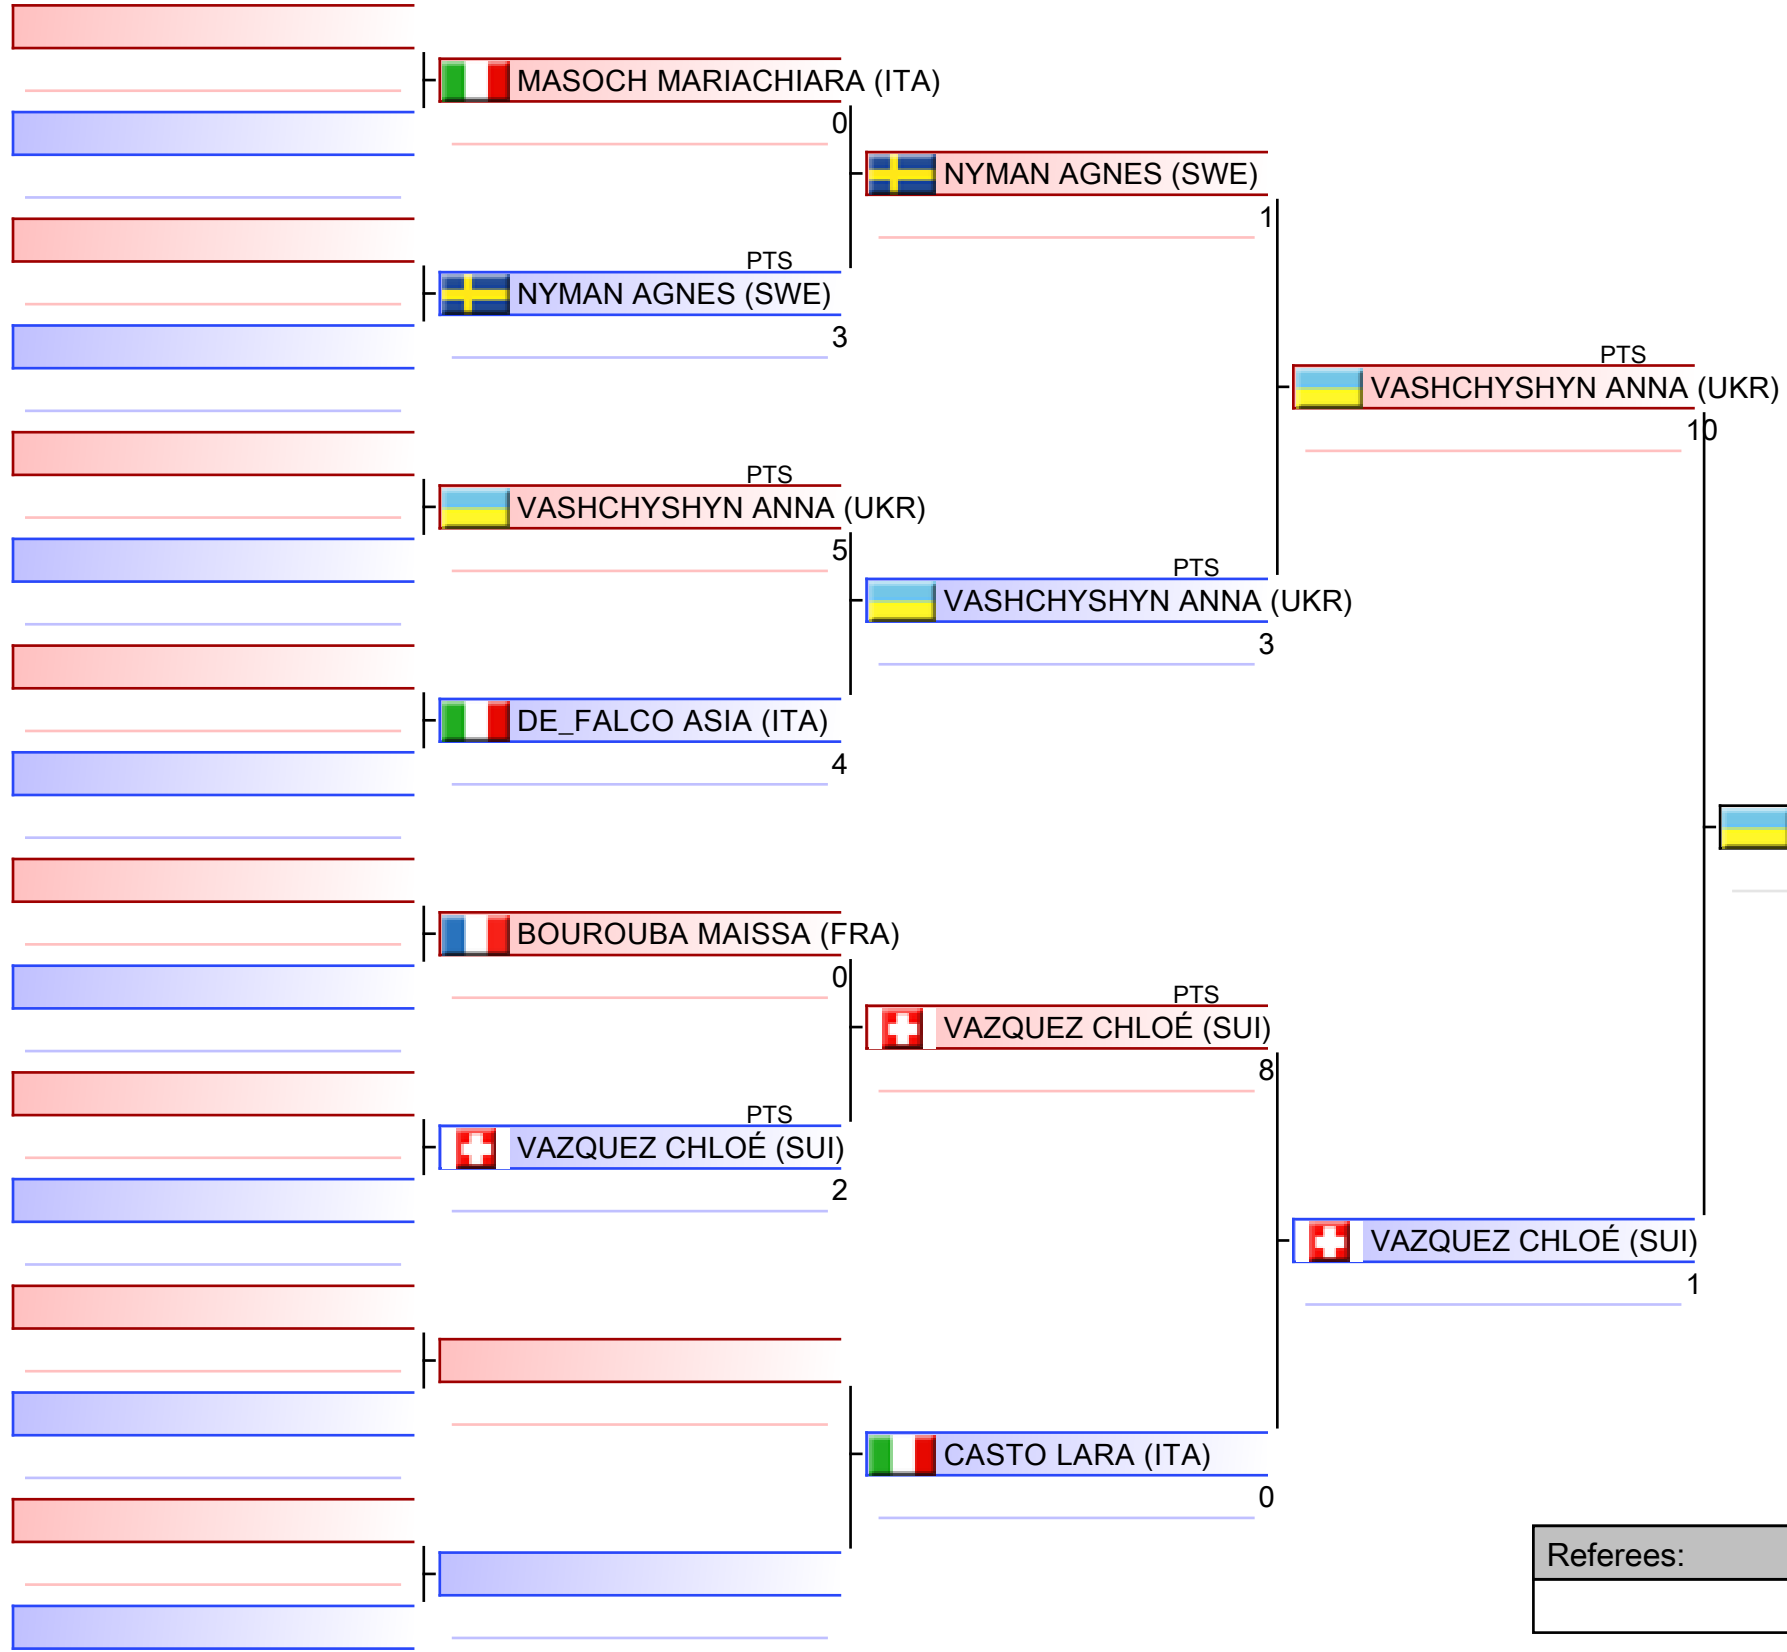 MASOCH MARIACHIARA (ITA)
0
NYMAN AGNES (SWE)
1
PTS
NYMAN AGNES (SWE)
3
PTS
VASHCHYSHYN ANNA (UKR)
10
PTS
VASHCHYSHYN ANNA (UKR)
5
PTS
VASHCHYSHYN ANNA (UKR)
3
DE_FALCO ASIA (ITA)
4
BOUROUBA MAISSA (FRA)
0
PTS
VAZQUEZ CHLOÉ (SUI)
8
PTS
VAZQUEZ CHLOÉ (SUI)
2
VAZQUEZ CHLOÉ (SUI)
1
CASTO LARA (ITA)
0
Referees: